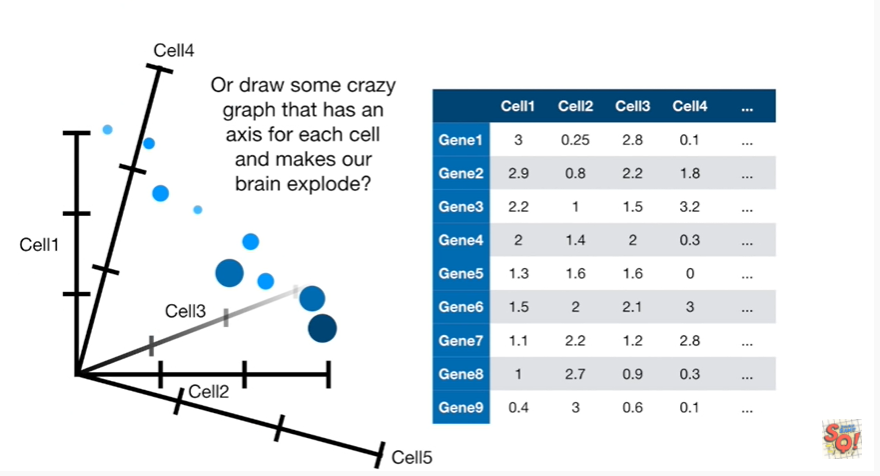 Cell4
Or draw some crazy
graph that has an
axis for each cell
and makes our
brain explode?
Cell1
Cell3
Cell2
Cell5
Cell1 Cell2 Cell3 Cell4 ...
Gene1 3 0.25 2.8 0.1 ...
Gene2 2.9 0.8 2.2 1.8 ...
Gene3 2.2 1 1.5 3.2 ...
Gene4 2 1.4 2 0.3 ...
Gene5 1.3 1.6 1.6 0 ...
Gene6 1.5 2 2.1 3 ...
Gene7 1.1 2.2 1.2 2.8 ...
Gene8 1 2.7 0.9 0.3 ...
Gene9 0.4 3 0.6 0.1 ...
SQ!